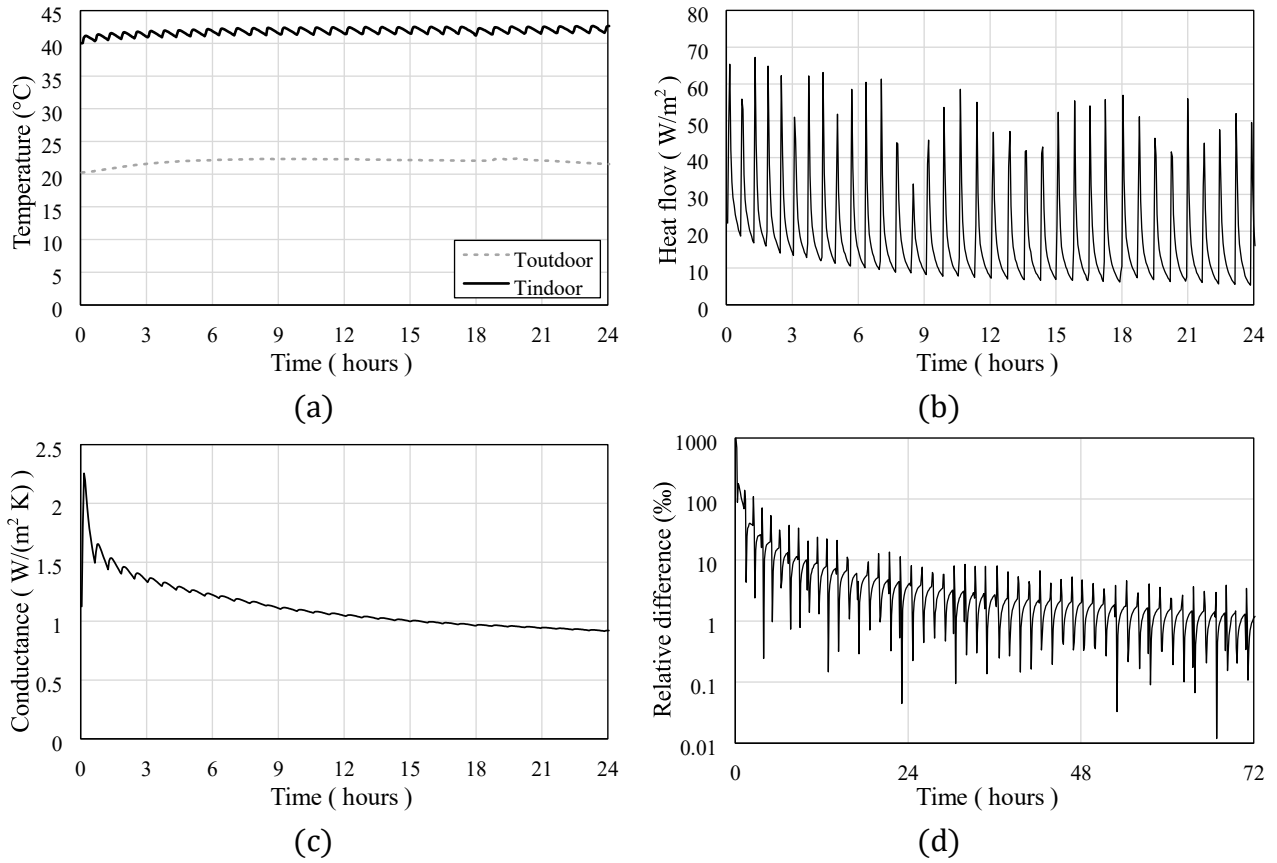 Temperature (°C)
45
40
35
30
25
20
15
10
5
0
Toutdoor
Tindoor
0 3 6 9 12 15 18 21 24
Time ( hours )
(a)
Heat flow ( W/m² )
80
70
60
50
40
30
20
10
0
0 3 6 9 12 15 18 21 24
Time ( hours )
(b)
Conductance ( W/(m² K) )
2.5
2
1.5
1
0.5
0
0 3 6 9 12 15 18 21 24
Time ( hours )
(c)
Relative difference (‰)
1000
100
10
1
0.1
0.01
0 24 48 72
Time ( hours )
(d)